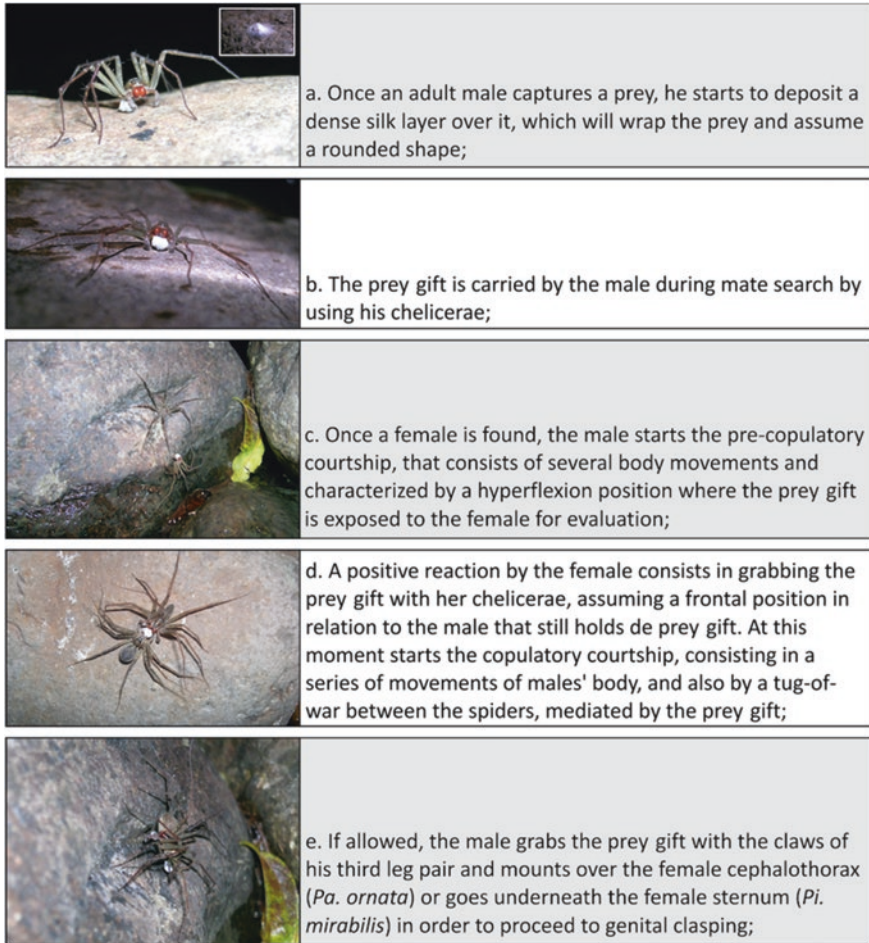 a. Once an adult male captures a prey, he starts to deposit a
dense silk layer over it, which will wrap the prey and assume
a rounded shape;
b. The prey gift is carried by the male during mate search by
using his chelicerae;
c. Once a female is found, the male starts the pre-copulatory
courtship, that consists of several body movements and
characterized by a hyperflexion position where the prey gift
is exposed to the female for evaluation;
d. A positive reaction by the female consists in grabbing the
prey gift with her chelicerae, assuming a frontal position in
relation to the male that still holds de prey gift. At this
moment starts the copulatory courtship, consisting in a
series of movements of males' body, and also by a tug-of-
war between the spiders, mediated by the prey gift;
e. If allowed, the male grabs the prey gift with the claws of
his third leg pair and mounts over the female cephalothorax
(Pa. ornata) or goes underneath the female sternum (Pi.
mirabilis) in order to proceed to genital clasping;